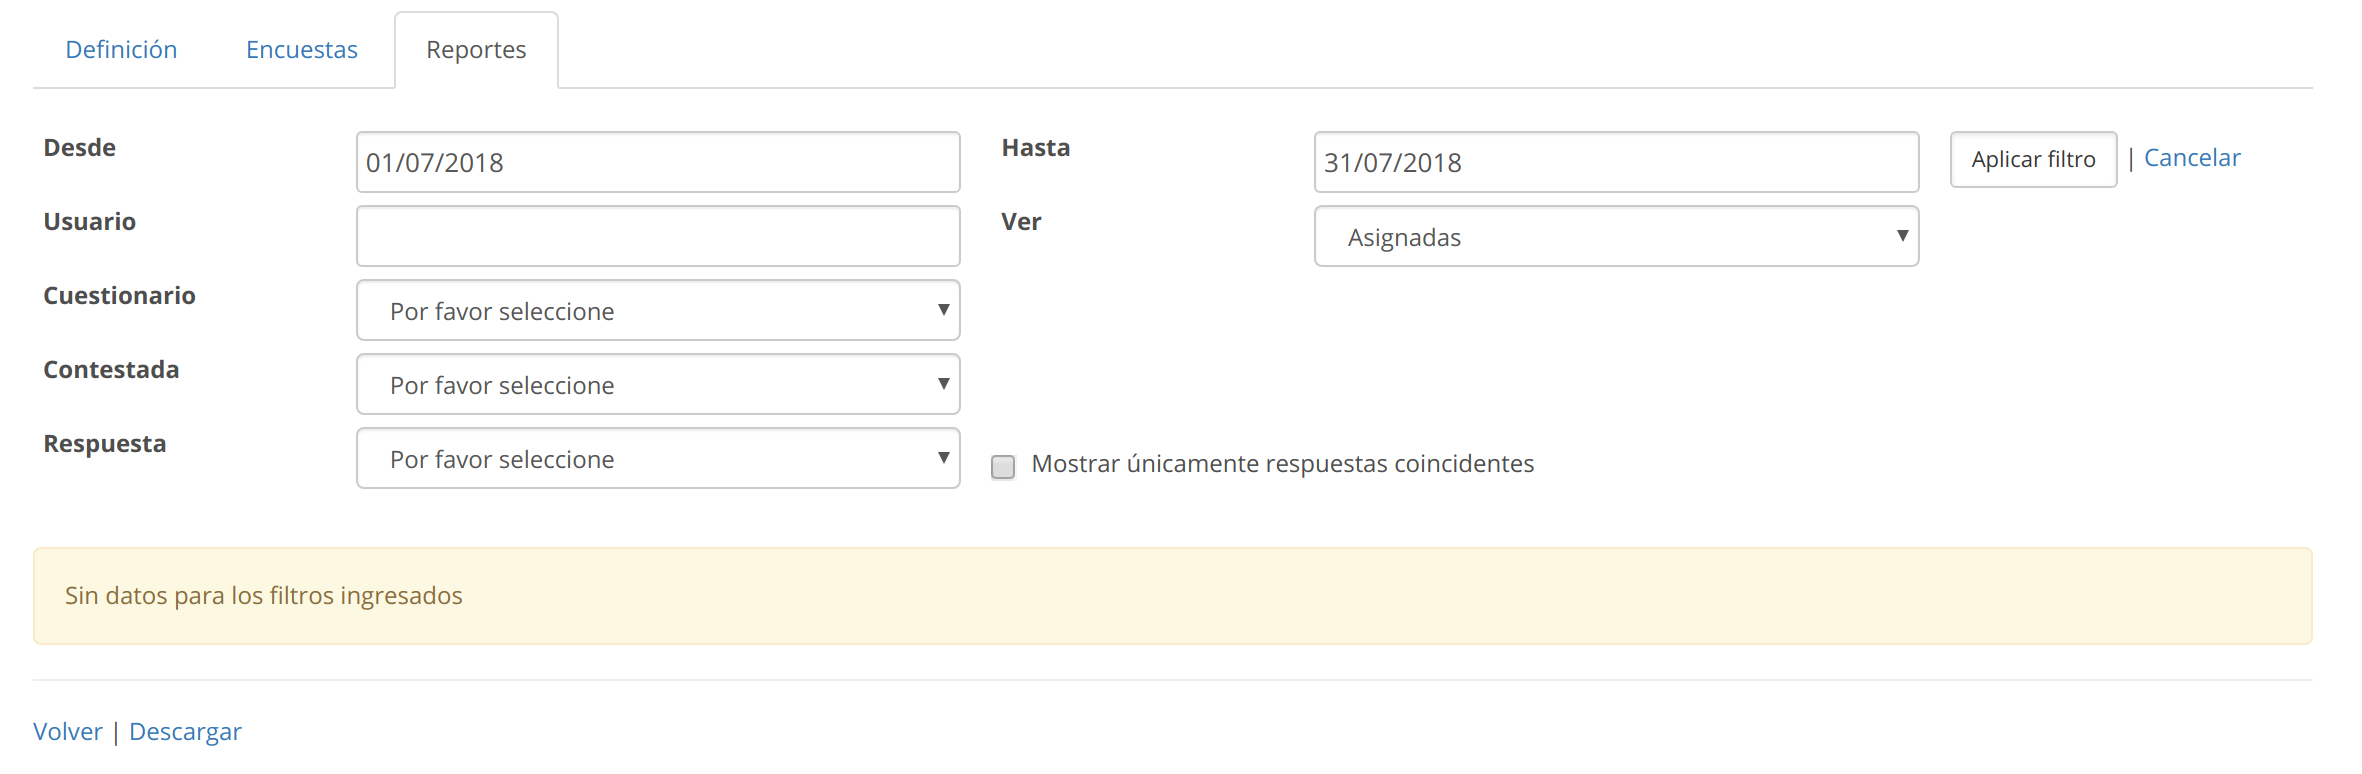 Definición Encuestas Reportes
Desde 01/07/2018 Hasta 31/07/2018 Aplicar filtro | Cancelar
Usuario Ver Asignadas
Cuestionario Por favor seleccione
Contestada Por favor seleccione
Respuesta Por favor seleccione Mostrar únicamente respuestas coincidentes
Sin datos para los filtros ingresados
Volver | Descargar